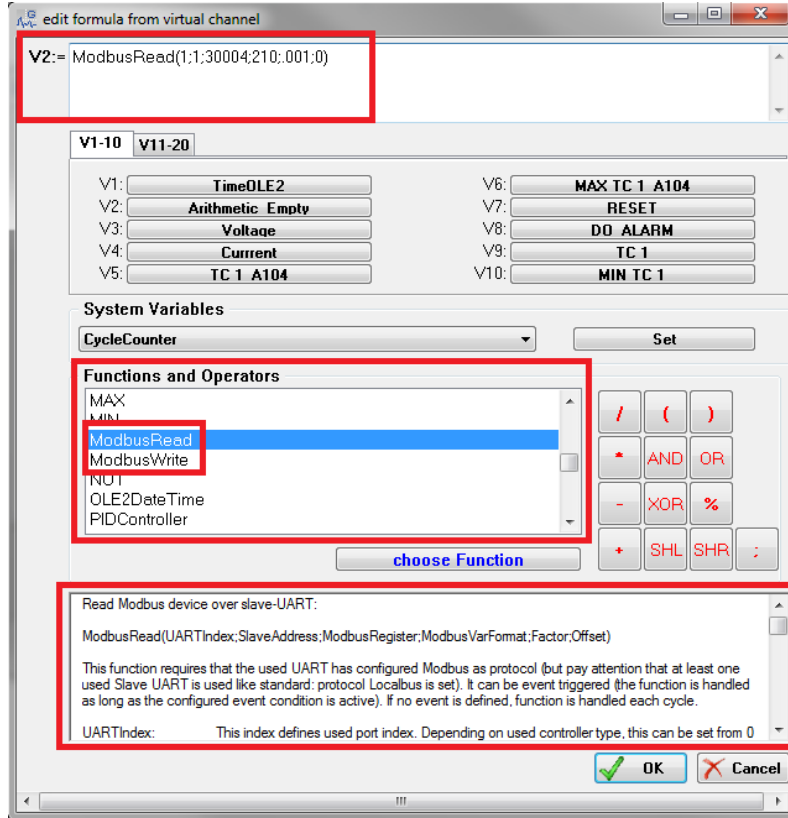 edit formula from virtual channel
V2:= ModbusRead(1;1;30004;210;.001;0)
V1-10 V11-20
V1: TimeOLE2 V6: MAX TC 1 A104
V2: Arithmetic Empty V7: RESET
V3: Voltage V8: DO ALARM
V4: Currrent V9: TC 1
V5: TC 1 A104 V10: MIN TC 1
System Variables
CycleCounter Set
Functions and Operators
MAX
MIN
ModbusRead
ModbusWrite
NOT
OLE2DateTime
PIDController
/ ( )
* AND OR
- XOR %
+ SHL SHR ;
choose Function
Read Modbus device over slave-UART:
ModbusRead(UARTIndex;SlaveAddress;ModbusRegister;ModbusVarFormat;Factor;Offset)
This function requires that the used UART has configured Modbus as protocol (but pay attention that at least one
used Slave UART is used like standard: protocol Localbus is set). It can be event triggered (the function is handled
as long as the configured event condition is active). If no event is defined, function is handled each cycle.
UARTIndex: This index defines used port index. Depending on used controller type, this can be set from 0
OK Cancel